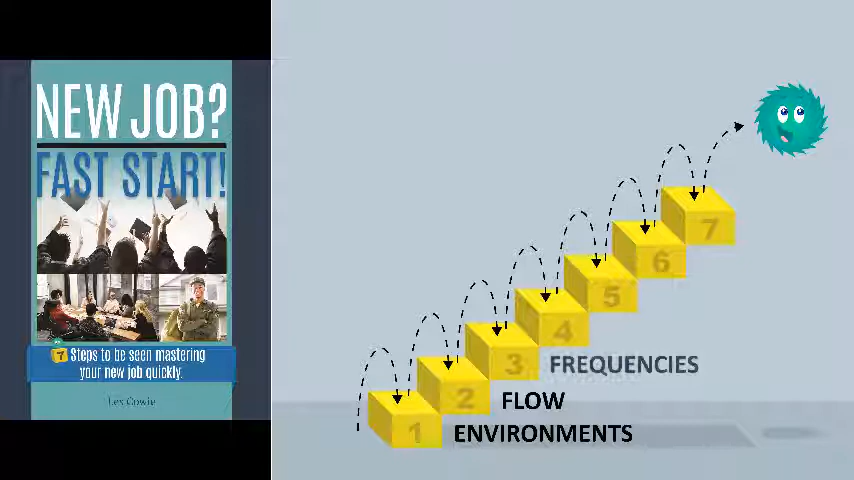 NEW JOB?
FAST START!
7 Steps to be seen mastering
your new job quickly.
Les Cowie
7
6
5
4
3 FREQUENCIES
2 FLOW
1 ENVIRONMENTS